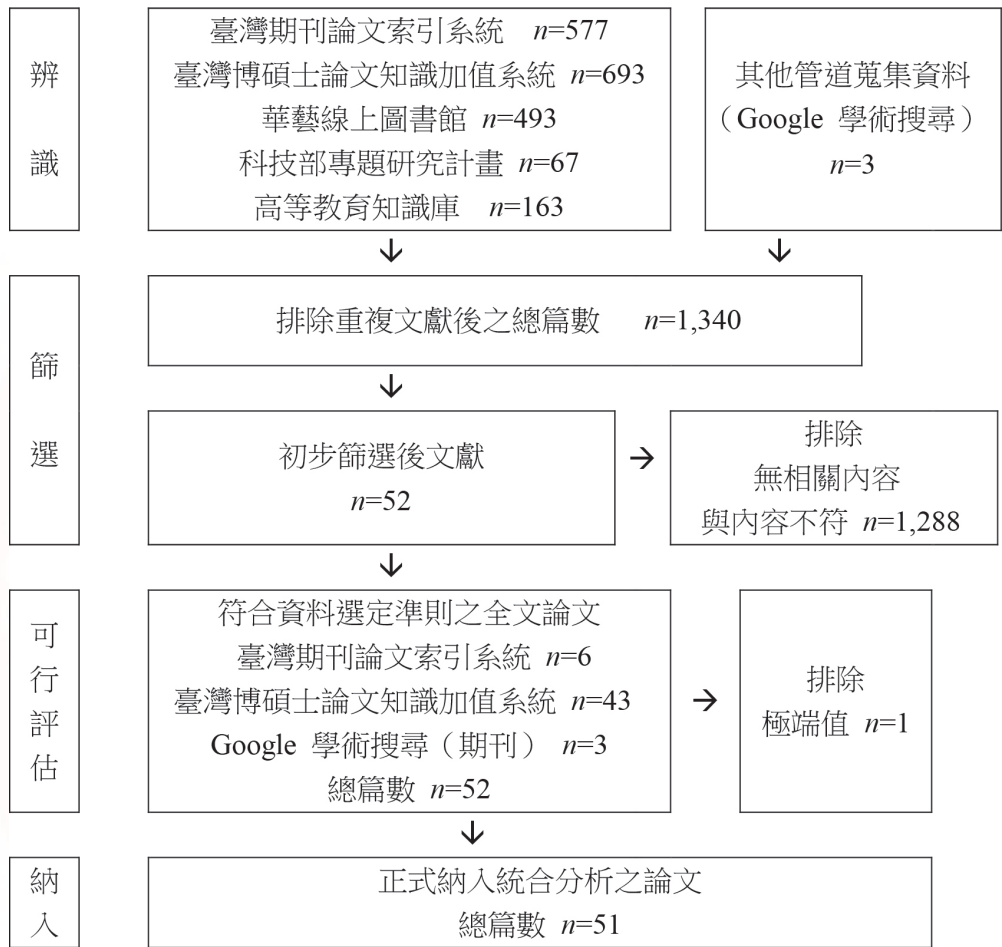 辨識
臺灣期刊論文索引系統 n=577
臺灣博碩士論文知識加值系統 n=693
華藝線上圖書館 n=493
科技部專題研究計畫 n=67
高等教育知識庫 n=163
其他管道蒐集資料
（Google 學術搜尋）
n=3
篩選
排除重複文獻後之總篇數 n=1,340
初步篩選後文獻
n=52
排除
無相關內容
與內容不符 n=1,288
可行評估
符合資料選定準則之全文論文
臺灣期刊論文索引系統 n=6
臺灣博碩士論文知識加值系統 n=43
Google 學術搜尋（期刊）n=3
總篇數 n=52
排除
極端值 n=1
納入
正式納入統合分析之論文
總篇數 n=51